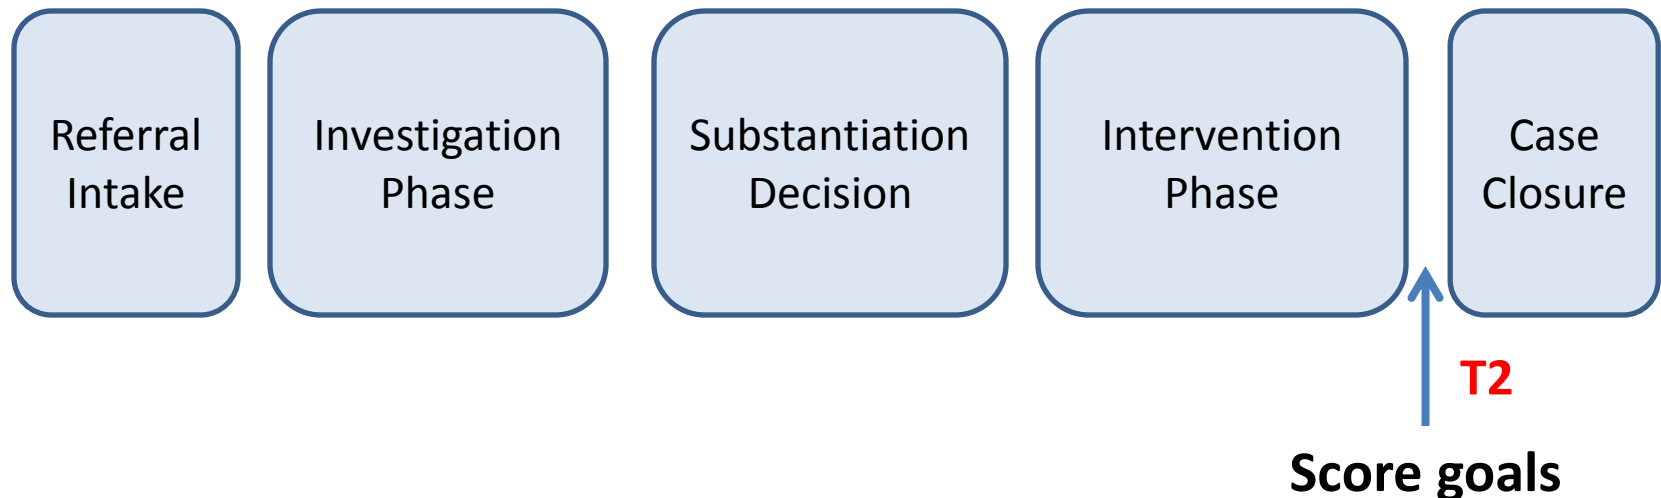 Referral
Intake
Investigation
Phase
Substantiation
Decision
Intervention
Phase
Case
Closure
T2
Score goals